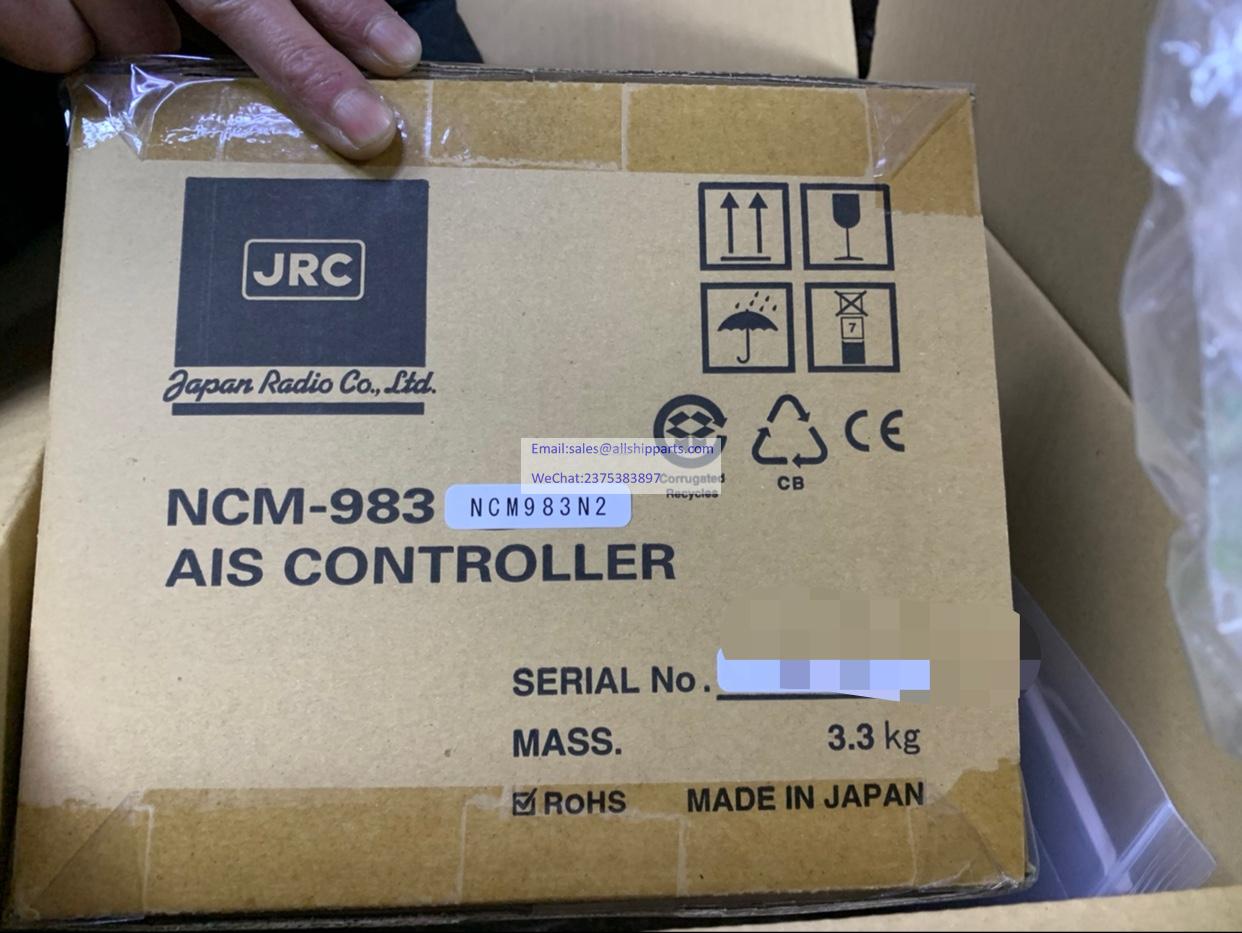 JRC
Japan Radio Co., Ltd.
7
CE
Email:sales@allshipparts.com
WeChat:2375383897
Corrugated
Recycles
CB
NCM-983 NCM983N2
AIS CONTROLLER
SERIAL No.
MASS. 3.3 kg
☑ RoHS MADE IN JAPAN